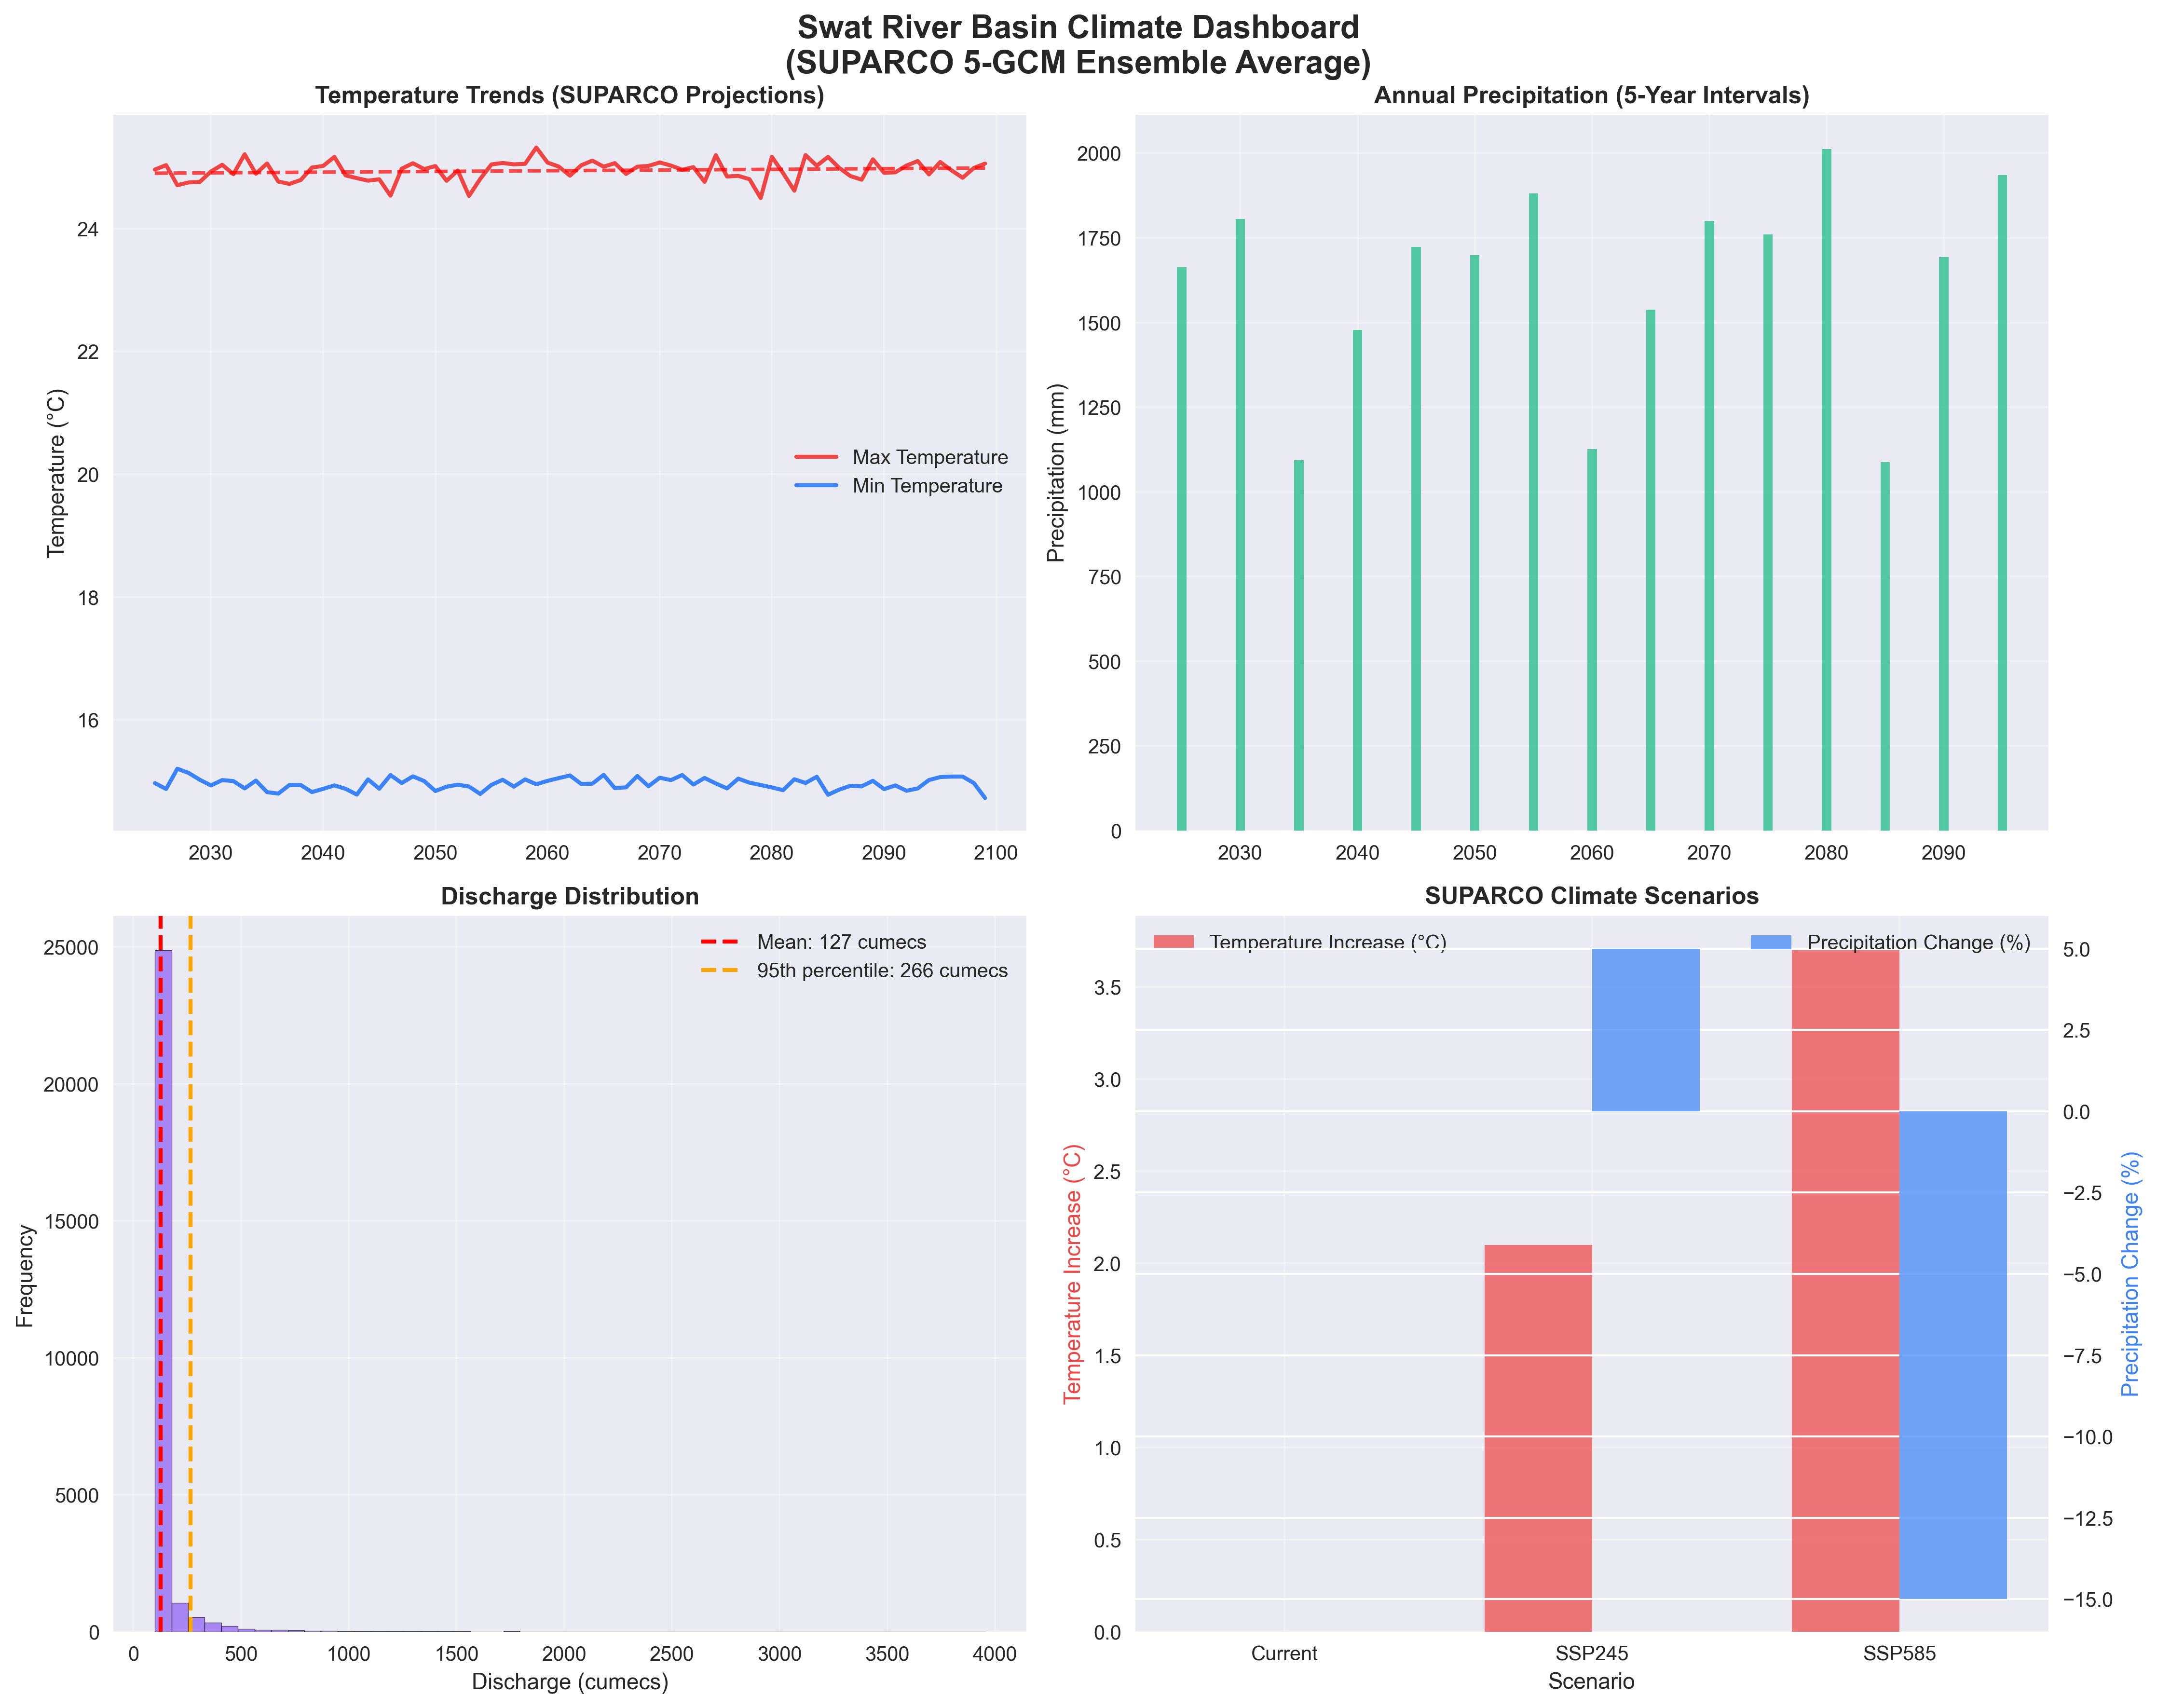 Swat River Basin Climate Dashboard
(SUPARCO 5-GCM Ensemble Average)
Temperature Trends (SUPARCO Projections)
Temperature (°C)
24
22
20
18
16
2030 2040 2050 2060 2070 2080 2090 2100
Max Temperature
Min Temperature
Annual Precipitation (5-Year Intervals)
Precipitation (mm)
2000
1750
1500
1250
1000
750
500
250
0
2030 2040 2050 2060 2070 2080 2090
Discharge Distribution
Frequency
25000
20000
15000
10000
5000
0
0 500 1000 1500 2000 2500 3000 3500 4000
Discharge (cumecs)
Mean: 127 cumecs
95th percentile: 266 cumecs
SUPARCO Climate Scenarios
Temperature Increase (°C)
Precipitation Change (%)
Temperature Increase (°C)
3.5
3.0
2.5
2.0
1.5
1.0
0.5
0.0
Current SSP245 SSP585
Scenario
5.0
2.5
0.0
−2.5
−5.0
−7.5
−10.0
−12.5
−15.0
Precipitation Change (%)